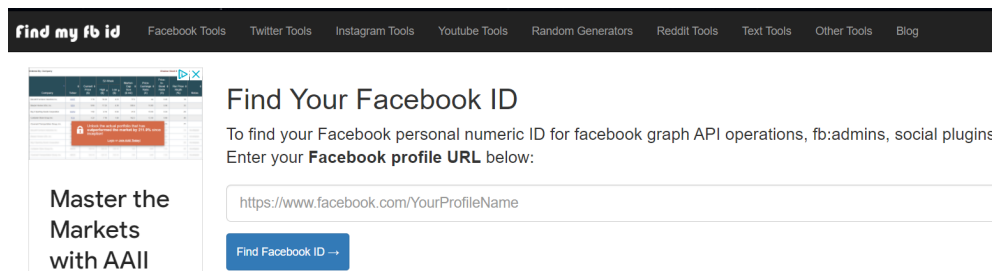 Find my fb id
Facebook Tools
Twitter Tools
Instagram Tools
Youtube Tools
Random Generators
Reddit Tools
Text Tools
Other Tools
Blog
Find Your Facebook ID
To find your Facebook personal numeric ID for facebook graph API operations, fb:admins, social plugins
Enter your Facebook profile URL below:
https://www.facebook.com/YourProfileName
Find Facebook ID →
Master the
Markets
with AAII